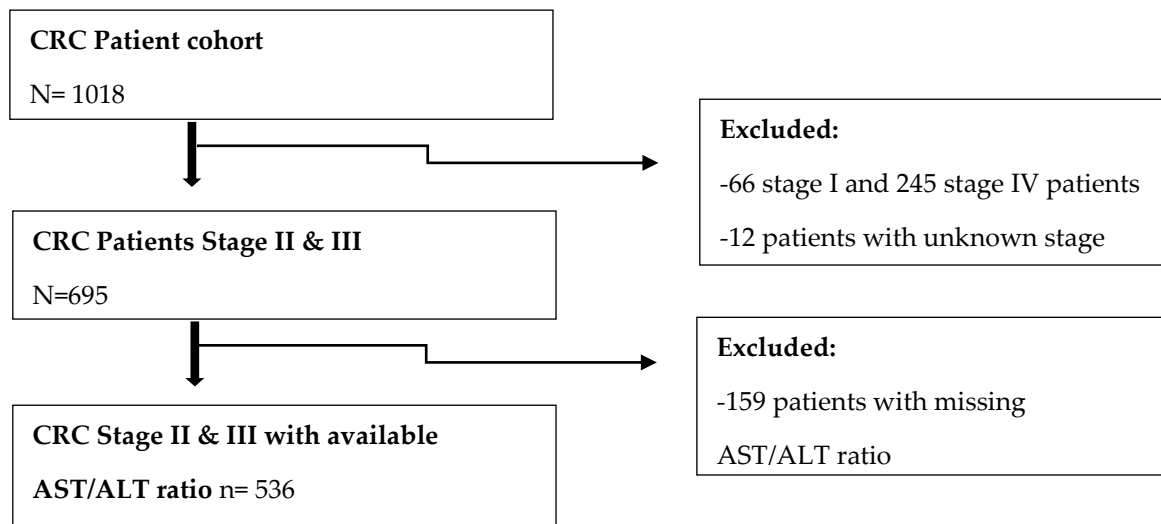 CRC Patient cohort
N= 1018
Excluded:
-66 stage I and 245 stage IV patients
-12 patients with unknown stage
CRC Patients Stage II & III
N=695
Excluded:
-159 patients with missing
AST/ALT ratio
CRC Stage II & III with available
AST/ALT ratio n= 536